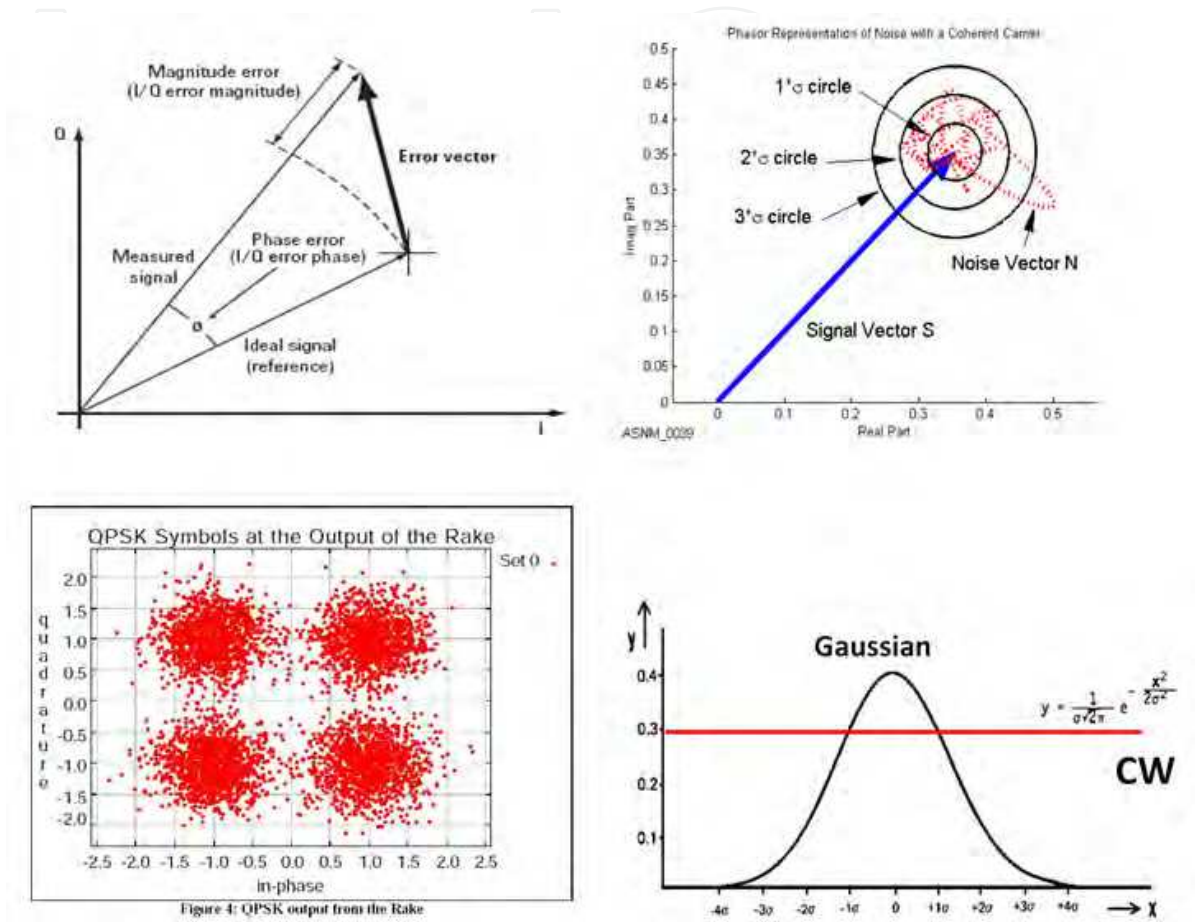 Magnitude error
(I/Q error magnitude)
Q
Error vector
Phase error
(I/Q error phase)
Measured
signal
ø
Ideal signal
(reference)
I
Phasor Representation of Noise with a Coherent Carrier
0.5
0.45
0.4
0.35
0.3
0.25
0.2
0.15
0.1
0.05
0
Imag Part
1*σ circle
2*σ circle
3*σ circle
Noise Vector N
Signal Vector S
0 0.1 0.2 0.3 0.4 0.5
ASNM_0039
Real Part
QPSK Symbols at the Output of the Rake
Set 0
quadrature
2.0
1.5
1.0
0.5
0.0
-0.5
-1.0
-1.5
-2.0
-2.5 -2.0 -1.5 -1.0 -0.5 0.0 0.5 1.0 1.5 2.0 2.5
in-phase
Figure 4: QPSK output from the Rake
y
Gaussian
0.4
0.3
0.2
0.1
y = 1/(σ√2π) e^(-x²/2σ²)
CW
-4σ -3σ -2σ -1σ 0 +1σ +2σ +3σ +4σ
x